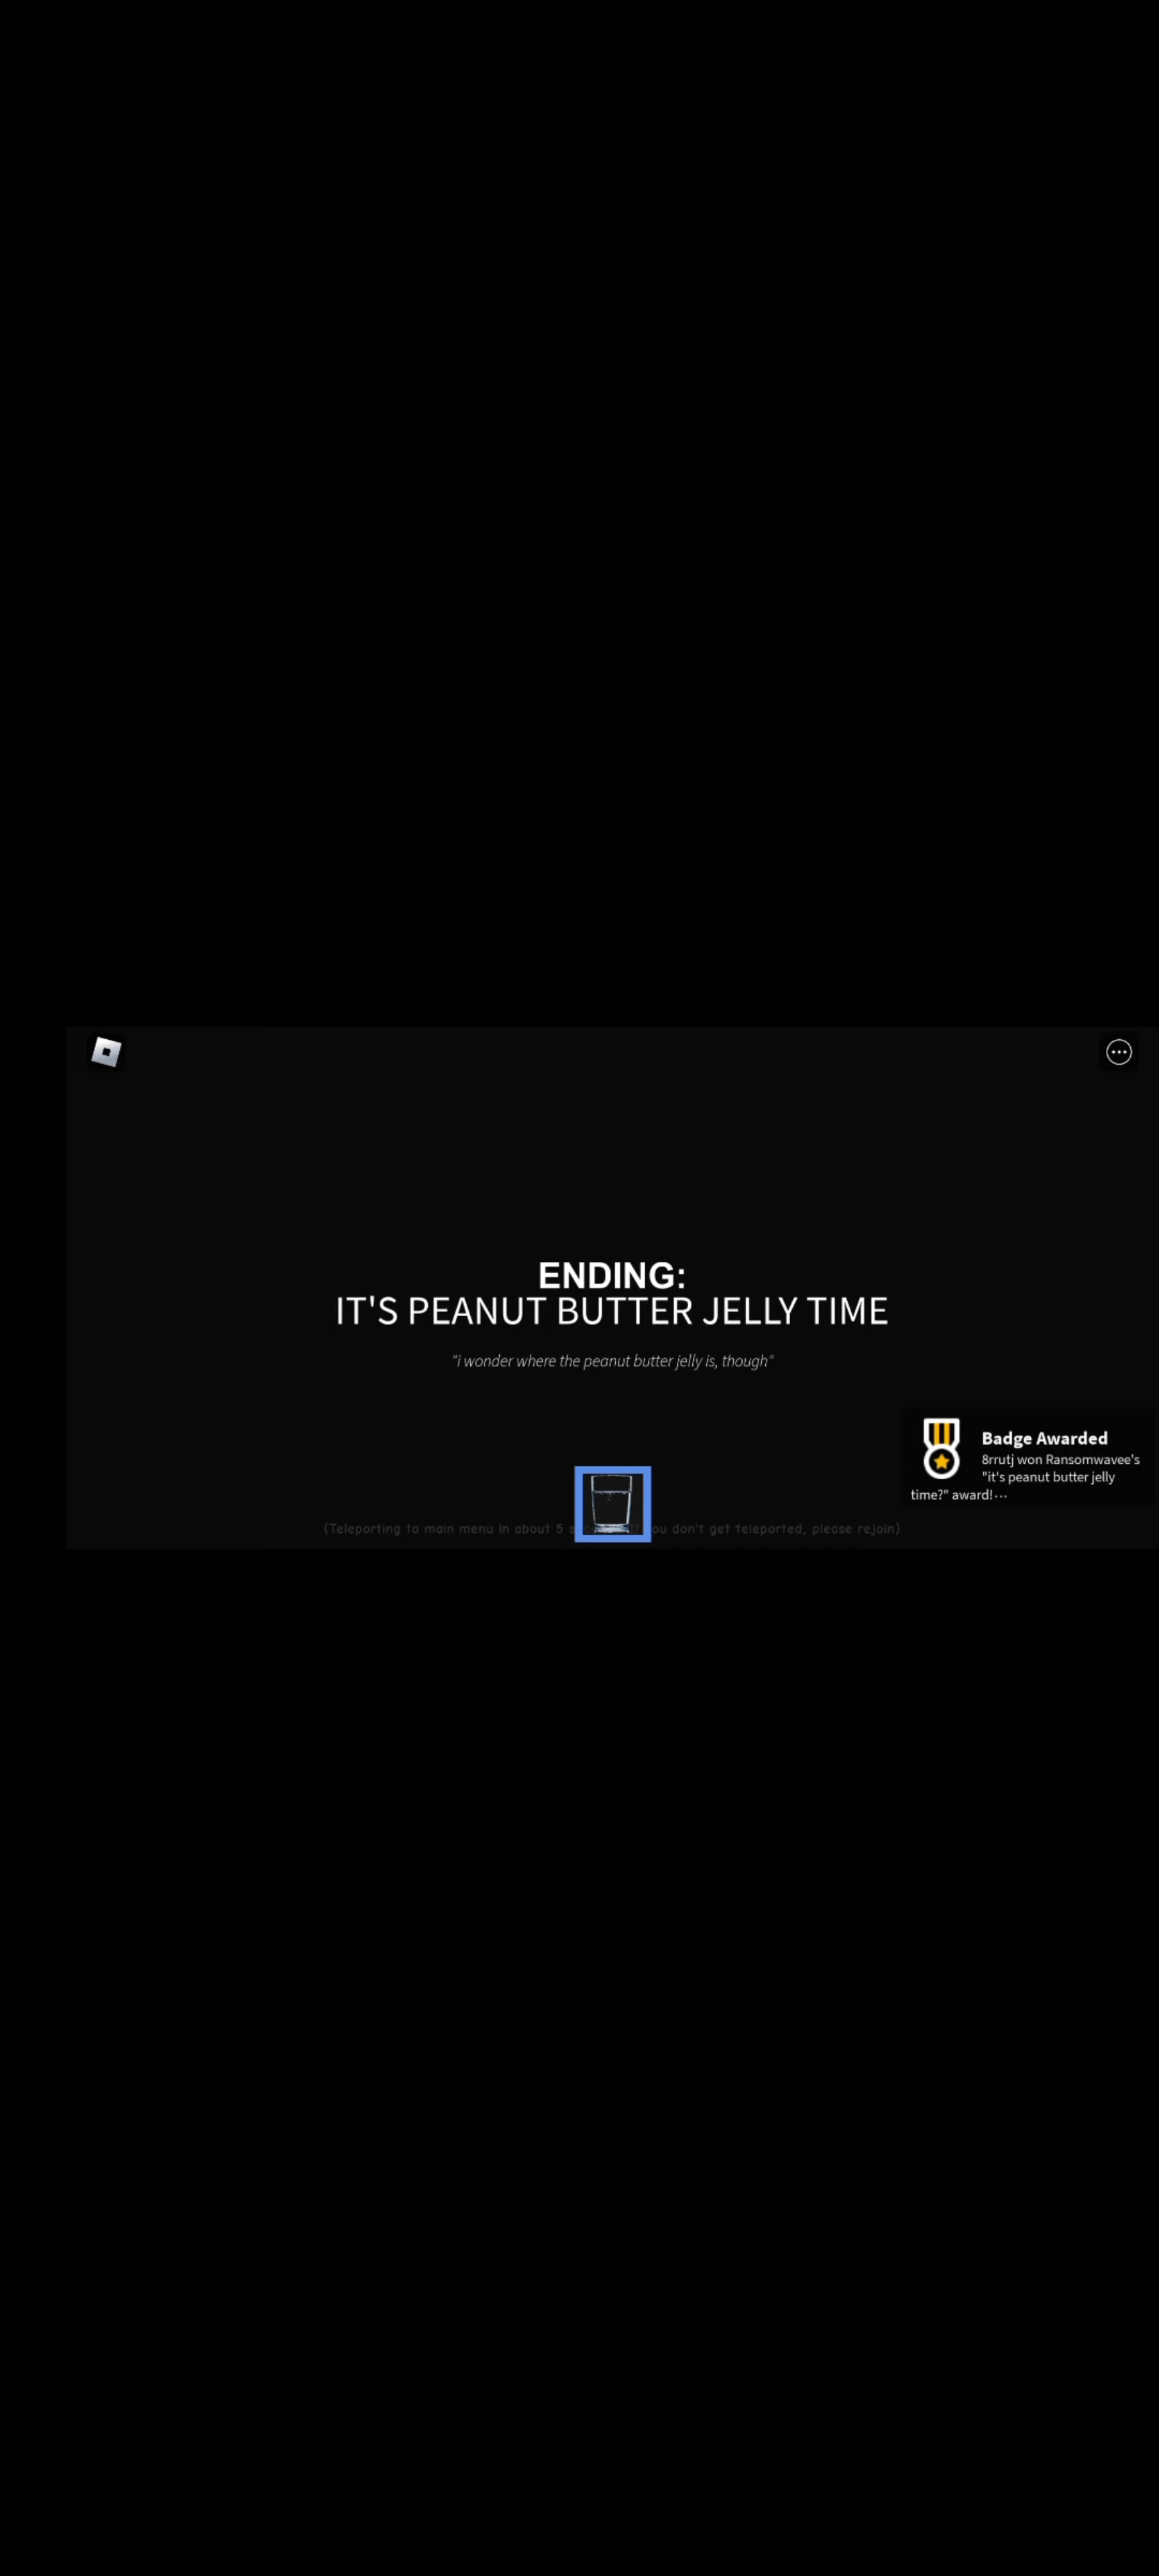 ENDING:
IT'S PEANUT BUTTER JELLY TIME
"i wonder where the peanut butter jelly is, though"
Badge Awarded
8rrutj won Ransomwavee's
"it's peanut butter jelly
time?" award!...
(Teleporting to main menu in about 5 don't get teleported, please rejoin)